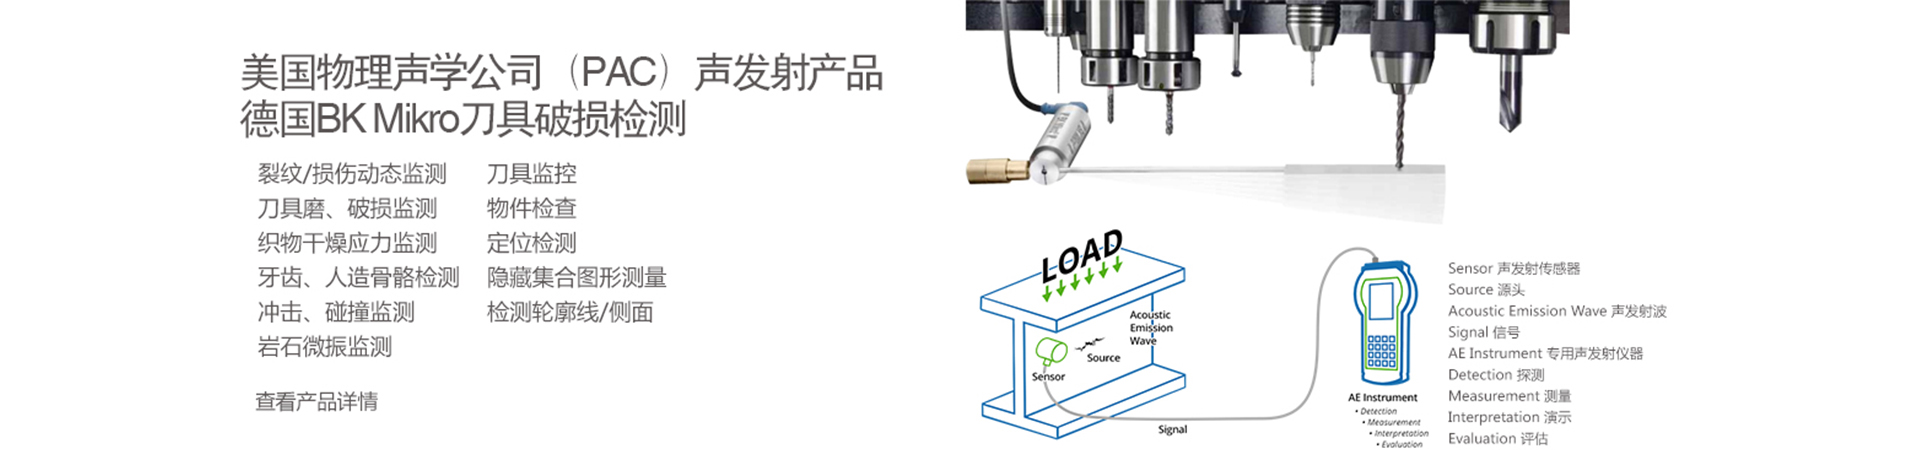 美国物理声学公司（PAC）声发射产品
德国BK Mikro刀具破损检测
裂纹/损伤动态监测
刀具磨、破损监测
织物干燥应力监测
牙齿、人造骨骼检测
冲击、碰撞监测
岩石微振监测
刀具监控
物件检查
定位检测
隐藏集合图形测量
检测轮廓线/侧面
查看产品详情
LOAD
Acoustic
Emission
Wave
Source
Sensor
Signal
AE Instrument
• Detection
• Measurement
• Interpretation
• Evaluation
Sensor 声发射传感器
Source 源头
Acoustic Emission Wave 声发射波
Signal 信号
AE Instrument 专用声发射仪器
Detection 探测
Measurement 测量
Interpretation 演示
Evaluation 评估